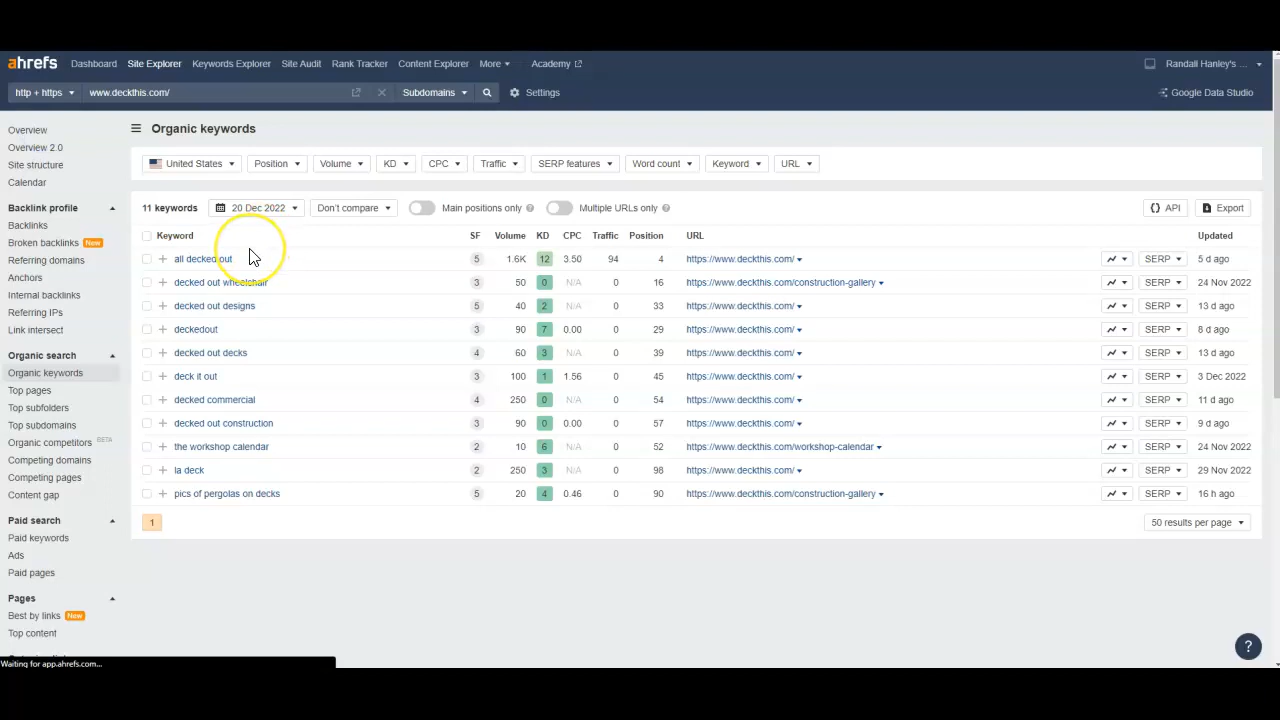 ahrefs Dashboard Site Explorer Keywords Explorer Site Audit Rank Tracker Content Explorer More Academy Randall Hanley's ...
http + https www.deckthis.com/ Subdomains Settings Google Data Studio
Overview
Overview 2.0
Site structure
Calendar
Backlink profile
Backlinks
Broken backlinks New
Referring domains
Anchors
Internal backlinks
Referring IPs
Link intersect
Organic search
Organic keywords
Top pages
Top subfolders
Top subdomains
Organic competitors BETA
Competing domains
Competing pages
Content gap
Paid search
Paid keywords
Ads
Paid pages
Pages
Best by links New
Top content
Organic keywords
United States Position Volume KD CPC Traffic SERP features Word count Keyword URL
11 keywords 20 Dec 2022 Don't compare Main positions only ? Multiple URLs only ? {} API Export
Keyword SF Volume KD CPC Traffic Position URL Updated
all decked out 5 1.6K 12 3.50 94 4 https://www.deckthis.com/ SERP 5 d ago
decked out wheelchair 3 50 0 N/A 0 16 https://www.deckthis.com/construction-gallery SERP 24 Nov 2022
decked out designs 5 40 2 N/A 0 33 https://www.deckthis.com/ SERP 13 d ago
deckedout 3 90 7 0.00 0 29 https://www.deckthis.com/ SERP 8 d ago
decked out decks 4 60 3 N/A 0 39 https://www.deckthis.com/ SERP 13 d ago
deck it out 3 100 1 1.56 0 45 https://www.deckthis.com/ SERP 3 Dec 2022
decked commercial 4 250 0 N/A 0 54 https://www.deckthis.com/ SERP 11 d ago
decked out construction 3 90 0 0.00 0 57 https://www.deckthis.com/ SERP 9 d ago
the workshop calendar 2 10 6 N/A 0 52 https://www.deckthis.com/workshop-calendar SERP 24 Nov 2022
la deck 2 250 3 N/A 0 98 https://www.deckthis.com/ SERP 29 Nov 2022
pics of pergolas on decks 5 20 4 0.46 0 90 https://www.deckthis.com/construction-gallery SERP 16 h ago
1 50 results per page
?
Waiting for app.ahrefs.com...